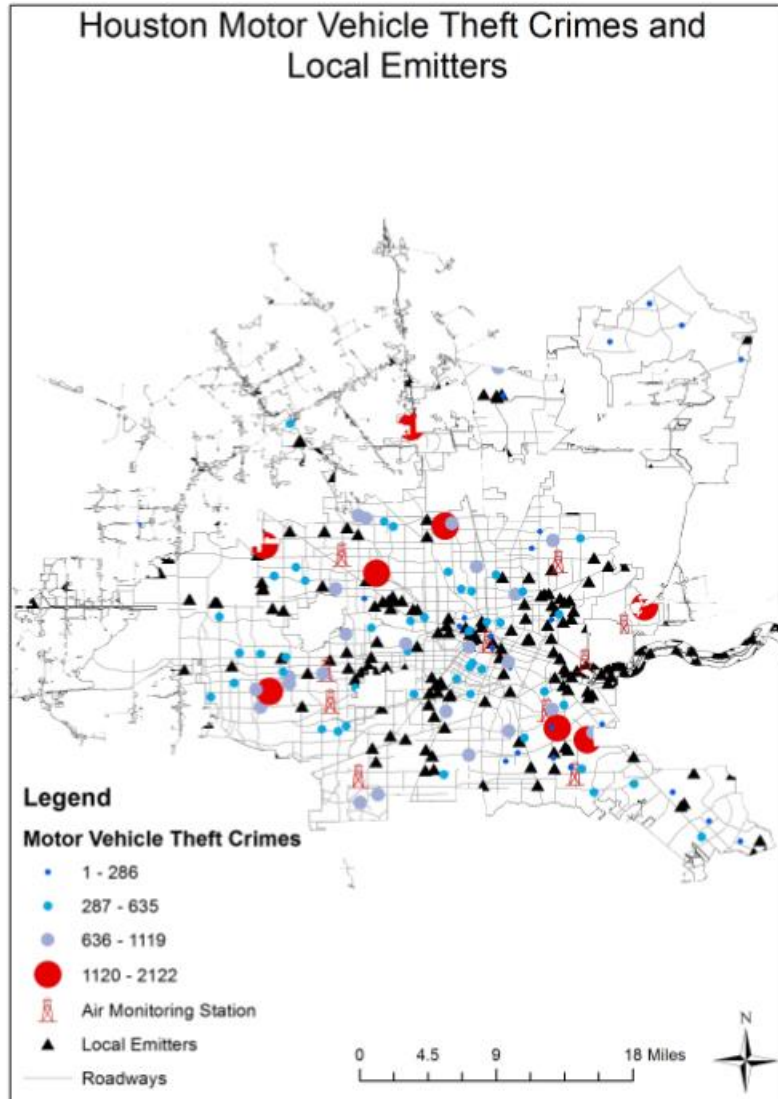 Houston Motor Vehicle Theft Crimes and
Local Emitters
Legend
Motor Vehicle Theft Crimes
1 - 286
287 - 635
636 - 1119
1120 - 2122
Air Monitoring Station
Local Emitters
Roadways
N
0 4.5 9 18 Miles